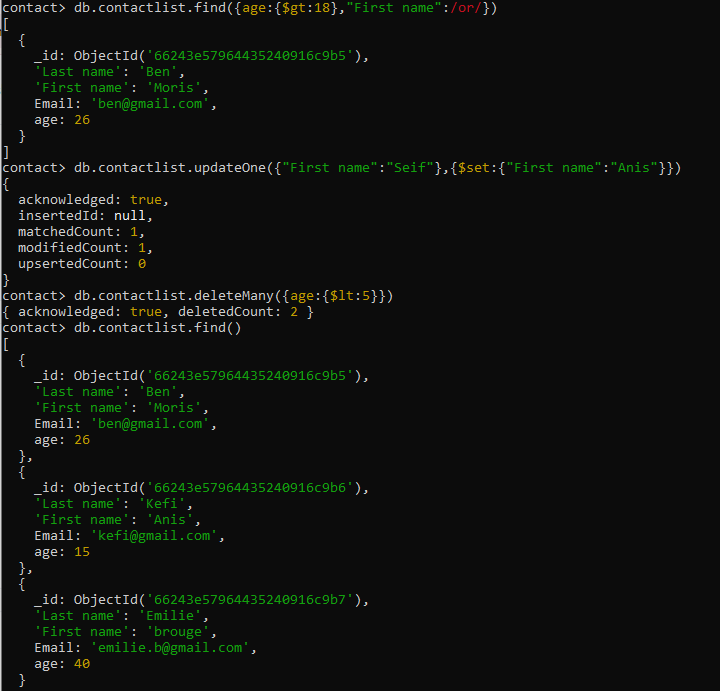 contact> db.contactlist.find({age:{$gt:18},"First name":/or/})
[
  {
    _id: ObjectId('66243e57964435240916c9b5'),
    'Last name': 'Ben',
    'First name': 'Moris',
    Email: 'ben@gmail.com',
    age: 26
  }
]
contact> db.contactlist.updateOne({"First name":"Seif"},{$set:{"First name":"Anis"}})
{
  acknowledged: true,
  insertedId: null,
  matchedCount: 1,
  modifiedCount: 1,
  upsertedCount: 0
}
contact> db.contactlist.deleteMany({age:{$lt:5}})
{ acknowledged: true, deletedCount: 2 }
contact> db.contactlist.find()
[
  {
    _id: ObjectId('66243e57964435240916c9b5'),
    'Last name': 'Ben',
    'First name': 'Moris',
    Email: 'ben@gmail.com',
    age: 26
  },
  {
    _id: ObjectId('66243e57964435240916c9b6'),
    'Last name': 'Kefi',
    'First name': 'Anis',
    Email: 'kefi@gmail.com',
    age: 15
  },
  {
    _id: ObjectId('66243e57964435240916c9b7'),
    'Last name': 'Emilie',
    'First name': 'brouge',
    Email: 'emilie.b@gmail.com',
    age: 40
  }